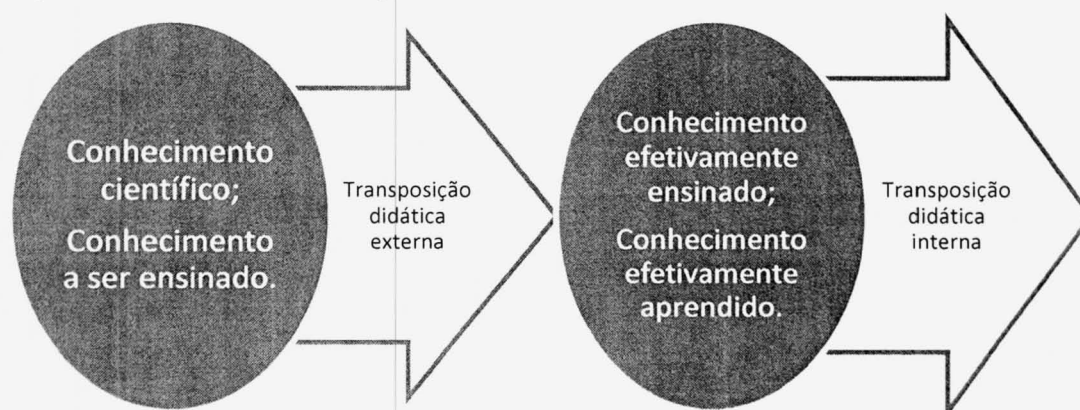 Conhecimento
científico;
Conhecimento
a ser ensinado.
Transposição
didática
externa
Conhecimento
efetivamente
ensinado;
Conhecimento
efetivamente
aprendido.
Transposição
didática
interna